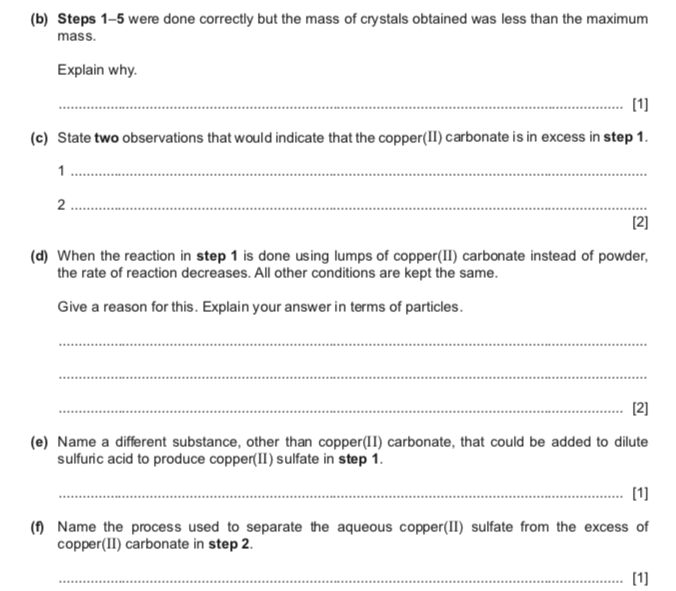 (b) Steps 1–5 were done correctly but the mass of crystals obtained was less than the maximum
mass.
Explain why.
[1]
(c) State two observations that would indicate that the copper(II) carbonate is in excess in step 1.
1
2
[2]
(d) When the reaction in step 1 is done using lumps of copper(II) carbonate instead of powder,
the rate of reaction decreases. All other conditions are kept the same.
Give a reason for this. Explain your answer in terms of particles.
[2]
(e) Name a different substance, other than copper(II) carbonate, that could be added to dilute
sulfuric acid to produce copper(II) sulfate in step 1.
[1]
(f) Name the process used to separate the aqueous copper(II) sulfate from the excess of
copper(II) carbonate in step 2.
[1]